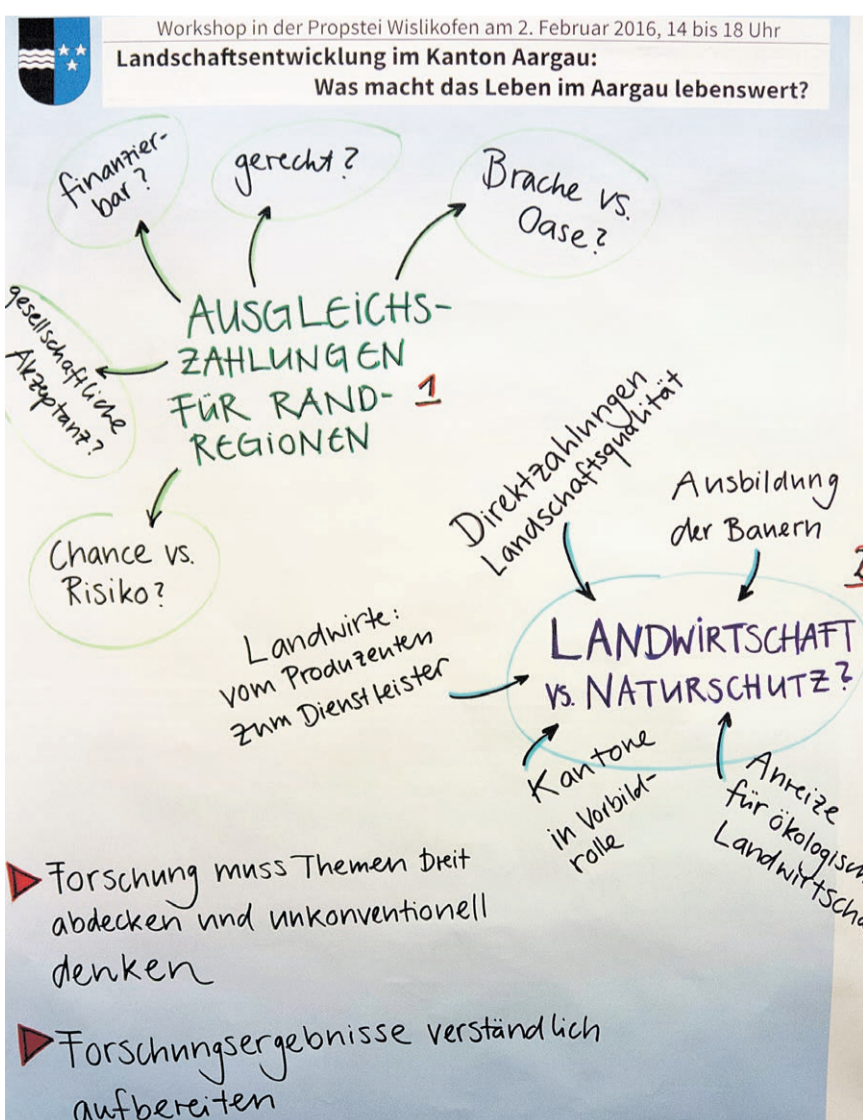 Workshop in der Propstei Wislikofen am 2. Februar 2016, 14 bis 18 Uhr
Landschaftsentwicklung im Kanton Aargau:
Was macht das Leben im Aargau lebenswert?
finanzier-
bar?
gerecht?
Brache vs.
Oase?
gesellschaftliche
Akzeptanz?
AUSGLEICHS-
ZAHLUNGEN
FÜR RAND- 1
REGIONEN
Chance vs.
Risiko?
Direktzahlungen
Landschaftsqualität
Ausbildung
der Bauern
2
Landwirte:
vom Produzenten
zum Dienstleister
LANDWIRTSCHAFT
VS. NATURSCHUTZ?
Kantone
in Vorbild-
rolle
Anreize
für
Forschung muss Themen breit
abdecken und unkonventionell
denken
Forschungsergebnisse verständlich
aufbereiten